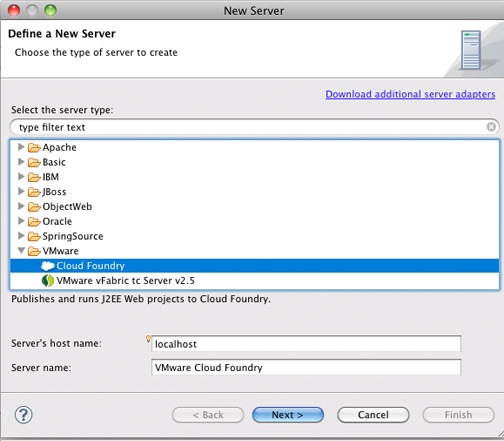 New Server
Define a New Server
Choose the type of server to create
Download additional server adapters
Select the server type:
type filter text
Apache
Basic
IBM
JBoss
ObjectWeb
Oracle
SpringSource
VMware
Cloud Foundry
VMware vFabric tc Server v2.5
Publishes and runs J2EE Web projects to Cloud Foundry.
Server's host name: localhost
Server name: VMware Cloud Foundry
? < Back Next > Cancel Finish